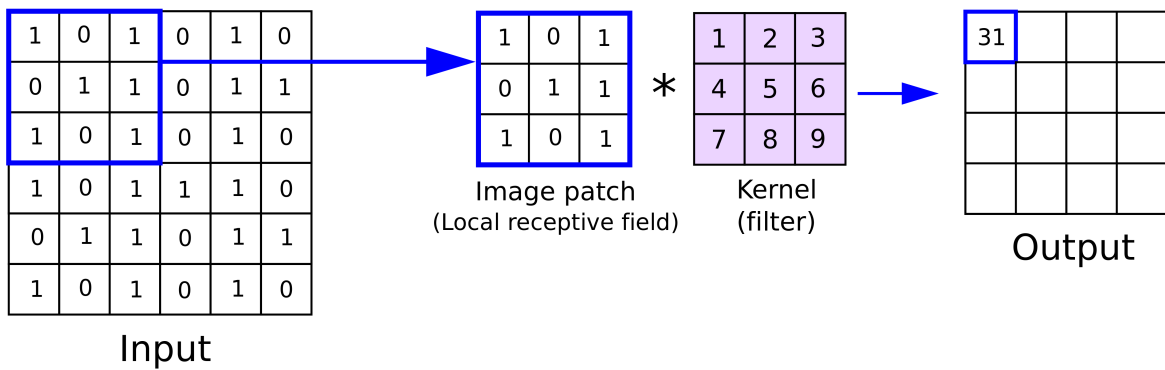 1 0 1 0 1 0
0 1 1 0 1 1
1 0 1 0 1 0
1 0 1 1 1 0
0 1 1 0 1 1
1 0 1 0 1 0
Input
1 0 1
0 1 1
1 0 1
Image patch
(Local receptive field)
*
1 2 3
4 5 6
7 8 9
Kernel
(filter)
31
Output